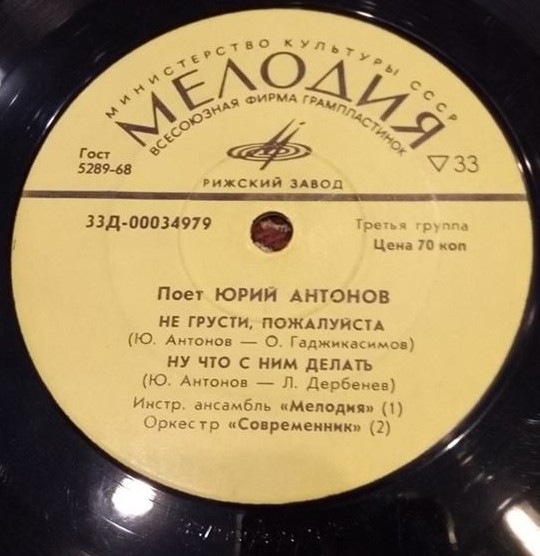 МИНИСТЕРСТВО КУЛЬТУРЫ СССР
МЕЛОДИЯ
ВСЕСОЮЗНАЯ ФИРМА ГРАМПЛАСТИНОК
Гост
5289-68
▽33
РИЖСКИЙ ЗАВОД
33Д-00034979
Третья группа
Цена 70 коп
Поет ЮРИЙ АНТОНОВ
НЕ ГРУСТИ, ПОЖАЛУЙСТА
(Ю. Антонов — О. Гаджикасимов)
НУ ЧТО С НИМ ДЕЛАТЬ
(Ю. Антонов — Л. Дербенев)
Инстр. ансамбль «Мелодия» (1)
Оркестр «Современник» (2)